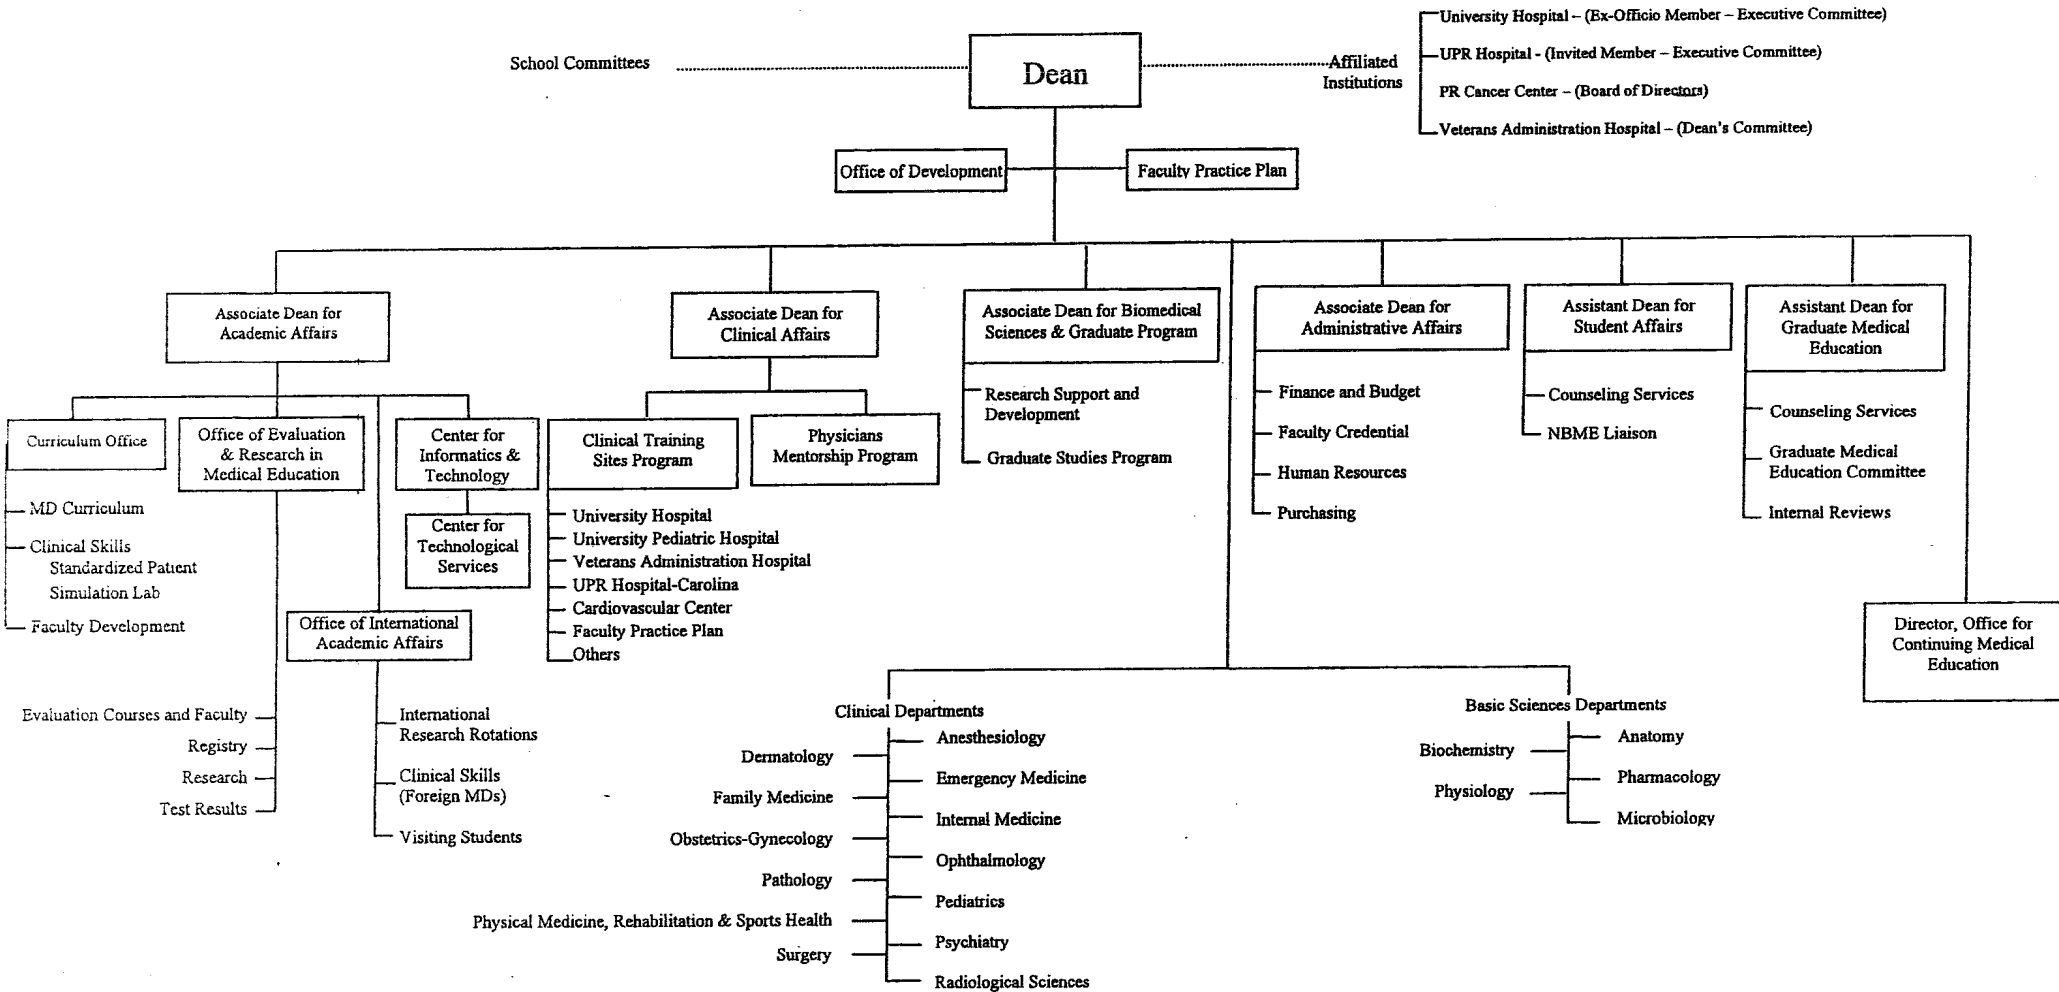 University Hospital – (Ex-Officio Member – Executive Committee)
School Committees
Dean
Affiliated
Institutions
UPR Hospital - (Invited Member – Executive Committee)
PR Cancer Center – (Board of Directors)
Veterans Administration Hospital – (Dean's Committee)
Office of Development
Faculty Practice Plan
Associate Dean for
Academic Affairs
Associate Dean for
Clinical Affairs
Associate Dean for Biomedical
Sciences & Graduate Program
Associate Dean for
Administrative Affairs
Assistant Dean for
Student Affairs
Assistant Dean for
Graduate Medical
Education
Curriculum Office
MD Curriculum
Clinical Skills
Standardized Patient
Simulation Lab
Faculty Development
Office of Evaluation
& Research in
Medical Education
Evaluation Courses and Faculty
Registry
Research
Test Results
Center for
Informatics &
Technology
Center for
Technological
Services
Office of International
Academic Affairs
International
Research Rotations
Clinical Skills
(Foreign MDs)
Visiting Students
Clinical Training
Sites Program
University Hospital
University Pediatric Hospital
Veterans Administration Hospital
UPR Hospital-Carolina
Cardiovascular Center
Faculty Practice Plan
Others
Physicians
Mentorship Program
Research Support and
Development
Graduate Studies Program
Finance and Budget
Faculty Credential
Human Resources
Purchasing
Counseling Services
NBME Liaison
Counseling Services
Graduate Medical
Education Committee
Internal Reviews
Director, Office for
Continuing Medical
Education
Clinical Departments
Anesthesiology
Dermatology
Emergency Medicine
Family Medicine
Internal Medicine
Obstetrics-Gynecology
Ophthalmology
Pathology
Pediatrics
Physical Medicine, Rehabilitation & Sports Health
Psychiatry
Surgery
Radiological Sciences
Basic Sciences Departments
Anatomy
Biochemistry
Pharmacology
Physiology
Microbiology